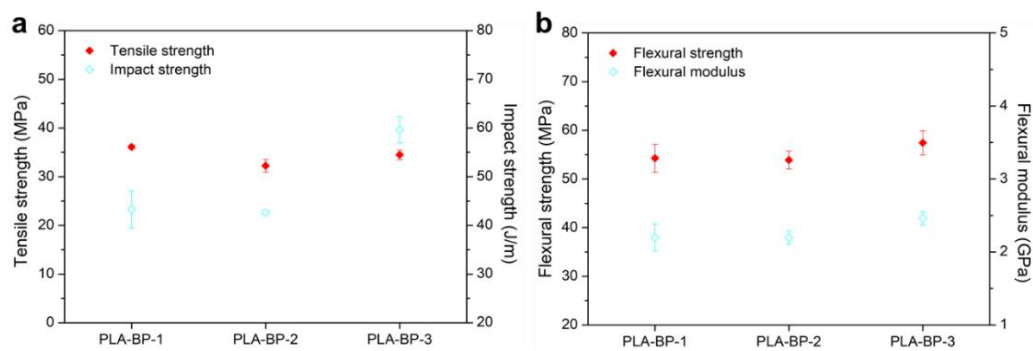 a
Tensile strength
Impact strength
Tensile strength (MPa)
60
50
40
30
20
10
0
Impact strength (J/m)
80
70
60
50
40
30
20
PLA-BP-1 PLA-BP-2 PLA-BP-3
b
Flexural strength
Flexural modulus
Flexural strength (MPa)
80
70
60
50
40
30
20
Flexural modulus (GPa)
5
4
3
2
1
PLA-BP-1 PLA-BP-2 PLA-BP-3